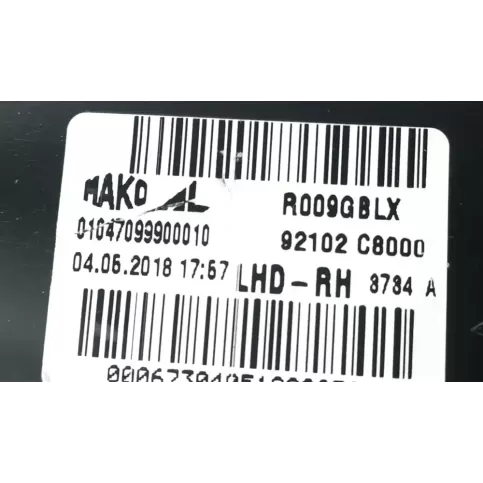 MAKO AL R009GBLX
01047099900010 92102 C8000
04.06.2018 17:57 LHD-RH 3734 A